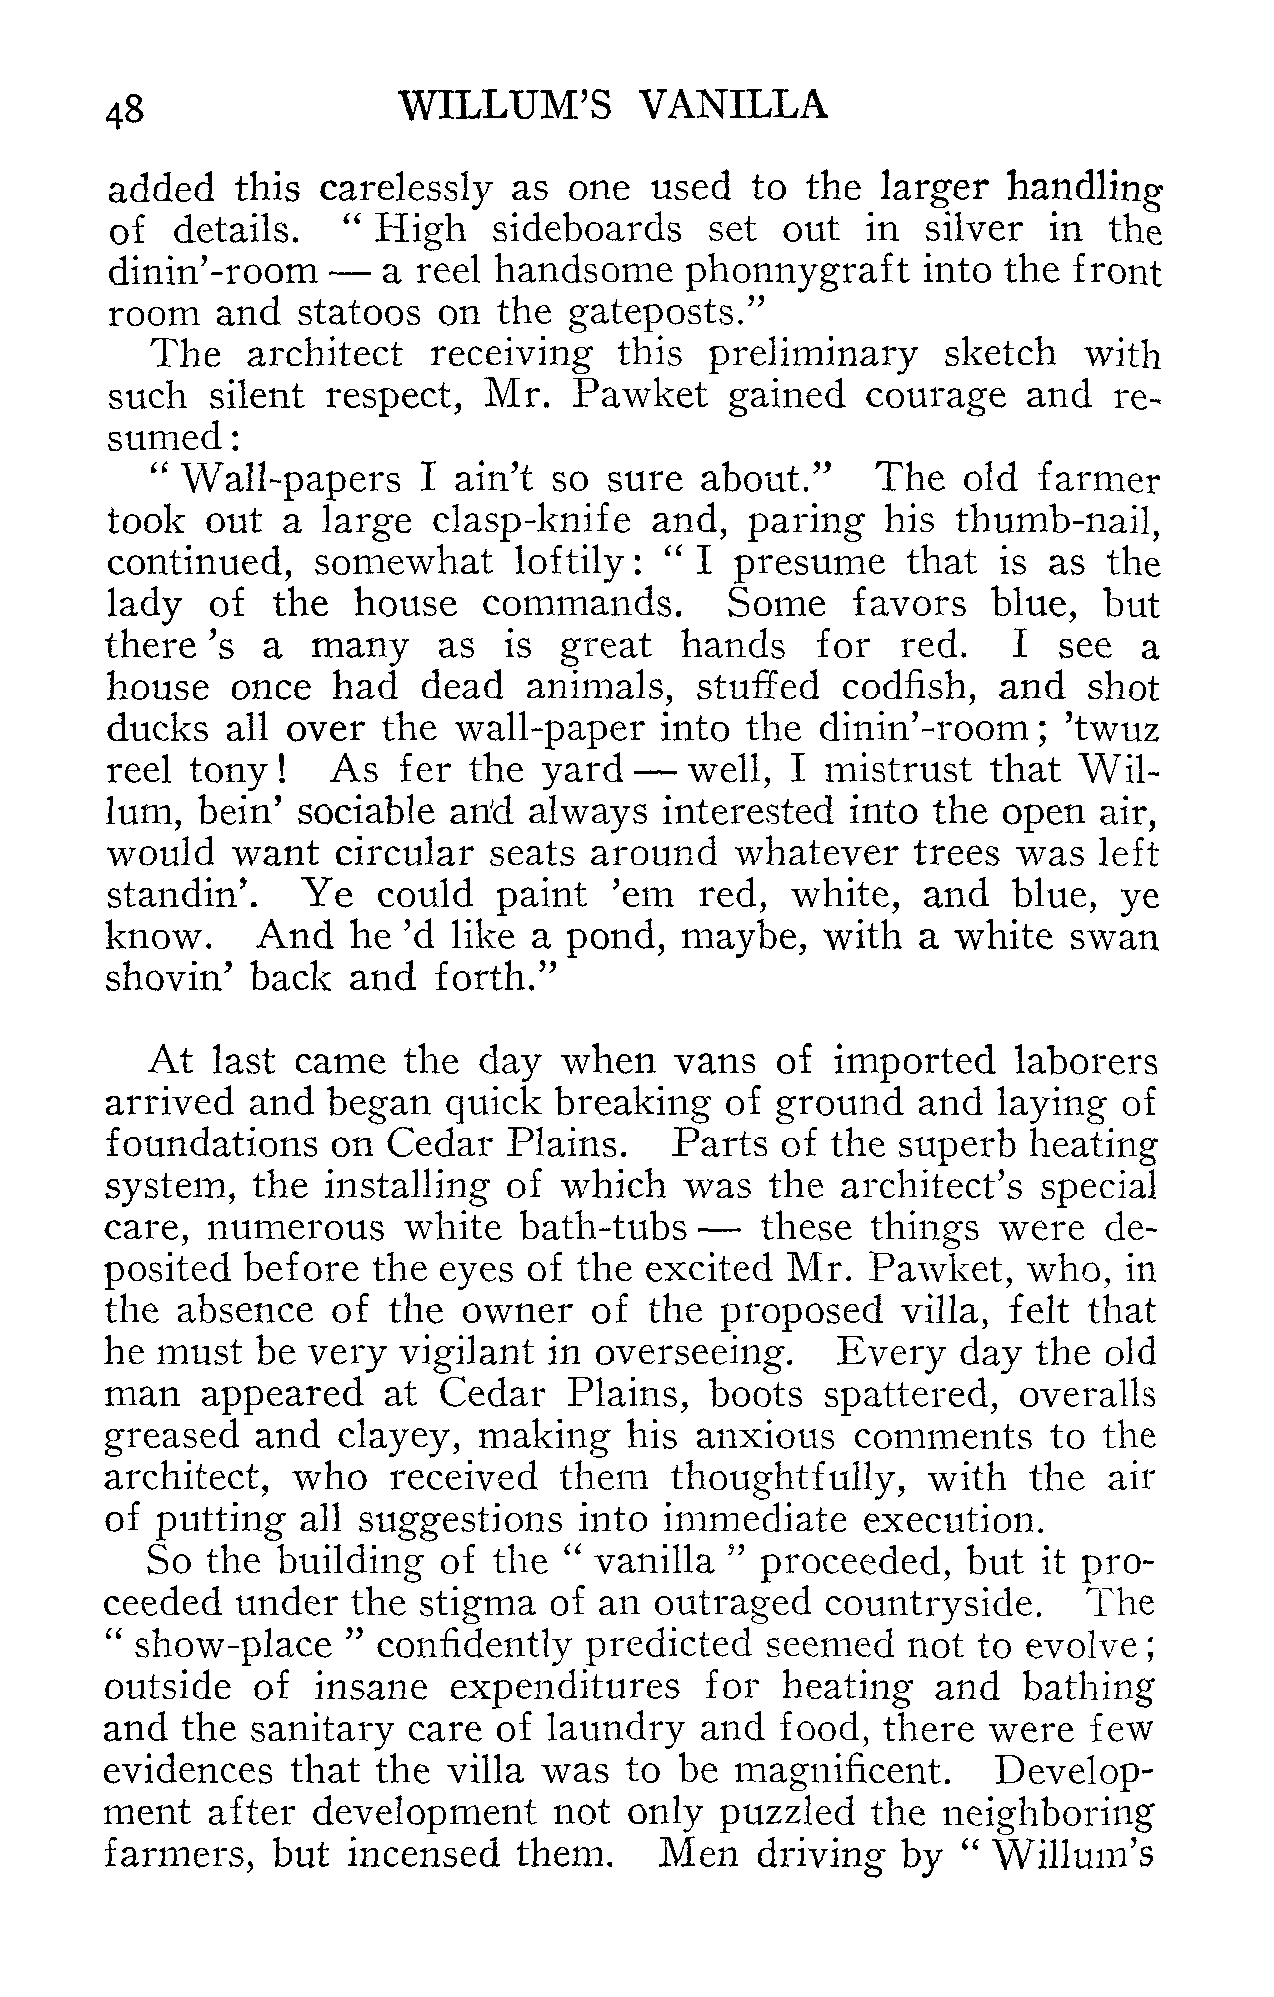 48 WILLUM'S VANILLA
added this carelessly as one used to the larger handling
of details. “ High sideboards set out in silver in the
dinin'-room — a reel handsome phonnygraft into the front
room and statoos on the gateposts.”
The architect receiving this preliminary sketch with
such silent respect, Mr. Pawket gained courage and re-
sumed :
“ Wall-papers I ain't so sure about.” The old farmer
took out a large clasp-knife and, paring his thumb-nail,
continued, somewhat loftily : “ I presume that is as the
lady of the house commands. Some favors blue, but
there 's a many as is great hands for red. I see a
house once had dead animals, stuffed codfish, and shot
ducks all over the wall-paper into the dinin'-room ; 'twuz
reel tony ! As fer the yard — well, I mistrust that Wil-
lum, bein' sociable and always interested into the open air,
would want circular seats around whatever trees was left
standin'. Ye could paint 'em red, white, and blue, ye
know. And he 'd like a pond, maybe, with a white swan
shovin' back and forth.”
At last came the day when vans of imported laborers
arrived and began quick breaking of ground and laying of
foundations on Cedar Plains. Parts of the superb heating
system, the installing of which was the architect's special
care, numerous white bath-tubs — these things were de-
posited before the eyes of the excited Mr. Pawket, who, in
the absence of the owner of the proposed villa, felt that
he must be very vigilant in overseeing. Every day the old
man appeared at Cedar Plains, boots spattered, overalls
greased and clayey, making his anxious comments to the
architect, who received them thoughtfully, with the air
of putting all suggestions into immediate execution.
So the building of the “ vanilla ” proceeded, but it pro-
ceeded under the stigma of an outraged countryside. The
“ show-place ” confidently predicted seemed not to evolve ;
outside of insane expenditures for heating and bathing
and the sanitary care of laundry and food, there were few
evidences that the villa was to be magnificent. Develop-
ment after development not only puzzled the neighboring
farmers, but incensed them. Men driving by “ Willum's